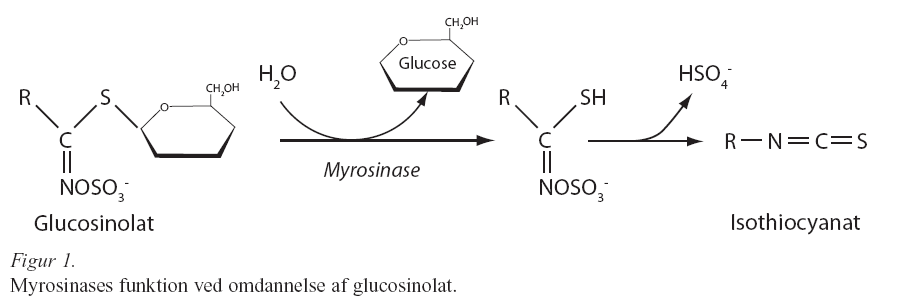 CH₂OH
Glucose
O
H₂O
HSO₄⁻
R
S
O
CH₂OH
R
SH
C
C
R—N=C=S
Myrosinase
NOSO₃⁻
NOSO₃⁻
Glucosinolat
Isothiocyanat
Figur 1.
Myrosinases funktion ved omdannelse af glucosinolat.